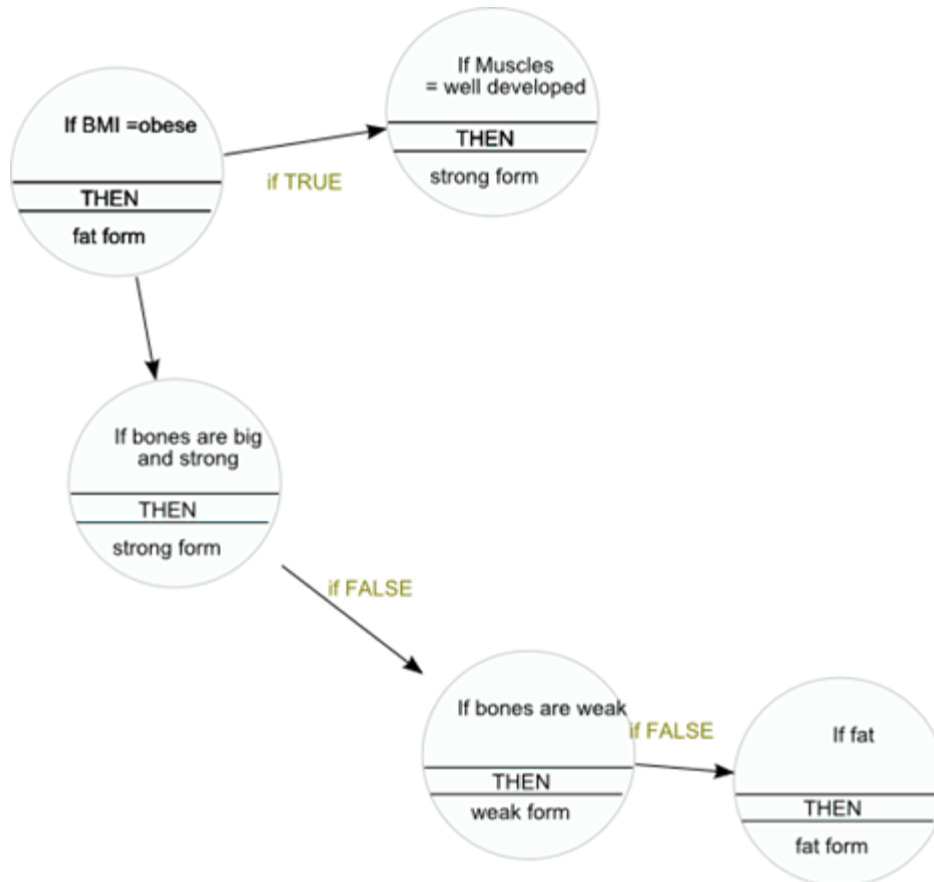 If BMI =obese
THEN
fat form
if TRUE
If Muscles
= well developed
THEN
strong form
If bones are big
and strong
THEN
strong form
if FALSE
If bones are weak
THEN
weak form
if FALSE
If fat
THEN
fat form